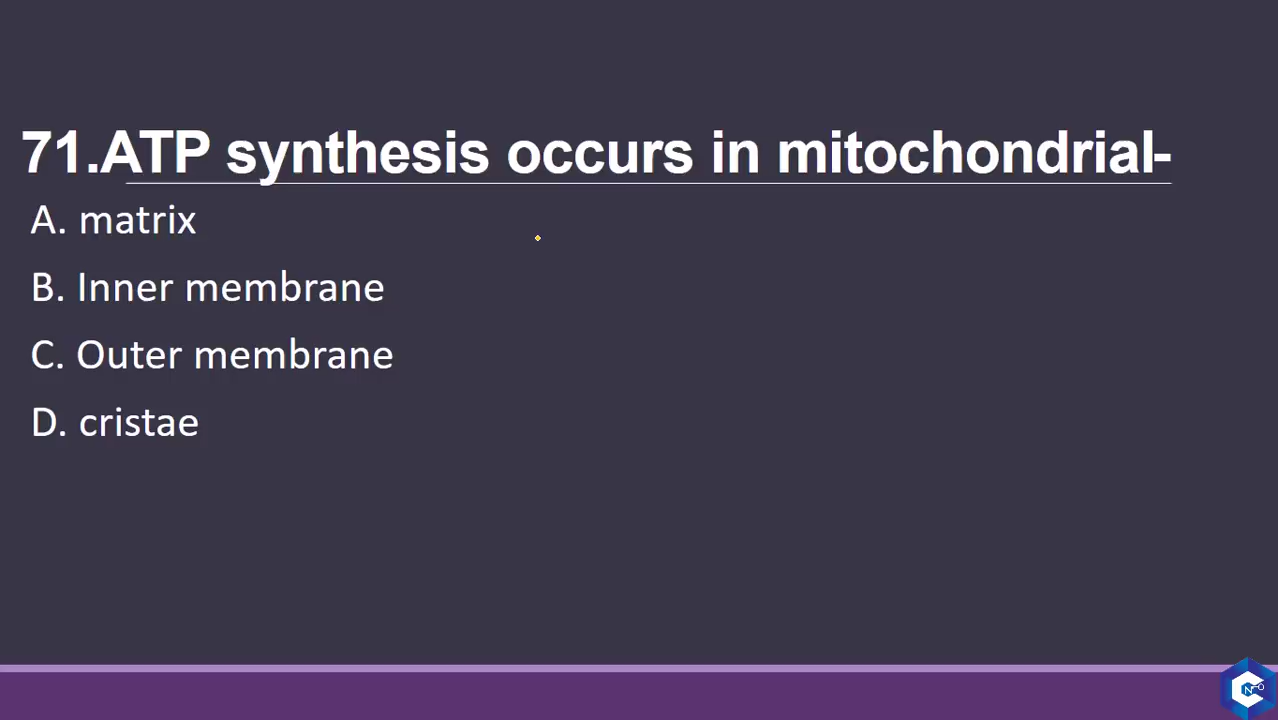 71.ATP synthesis occurs in mitochondrial-
A. matrix
B. Inner membrane
C. Outer membrane
D. cristae